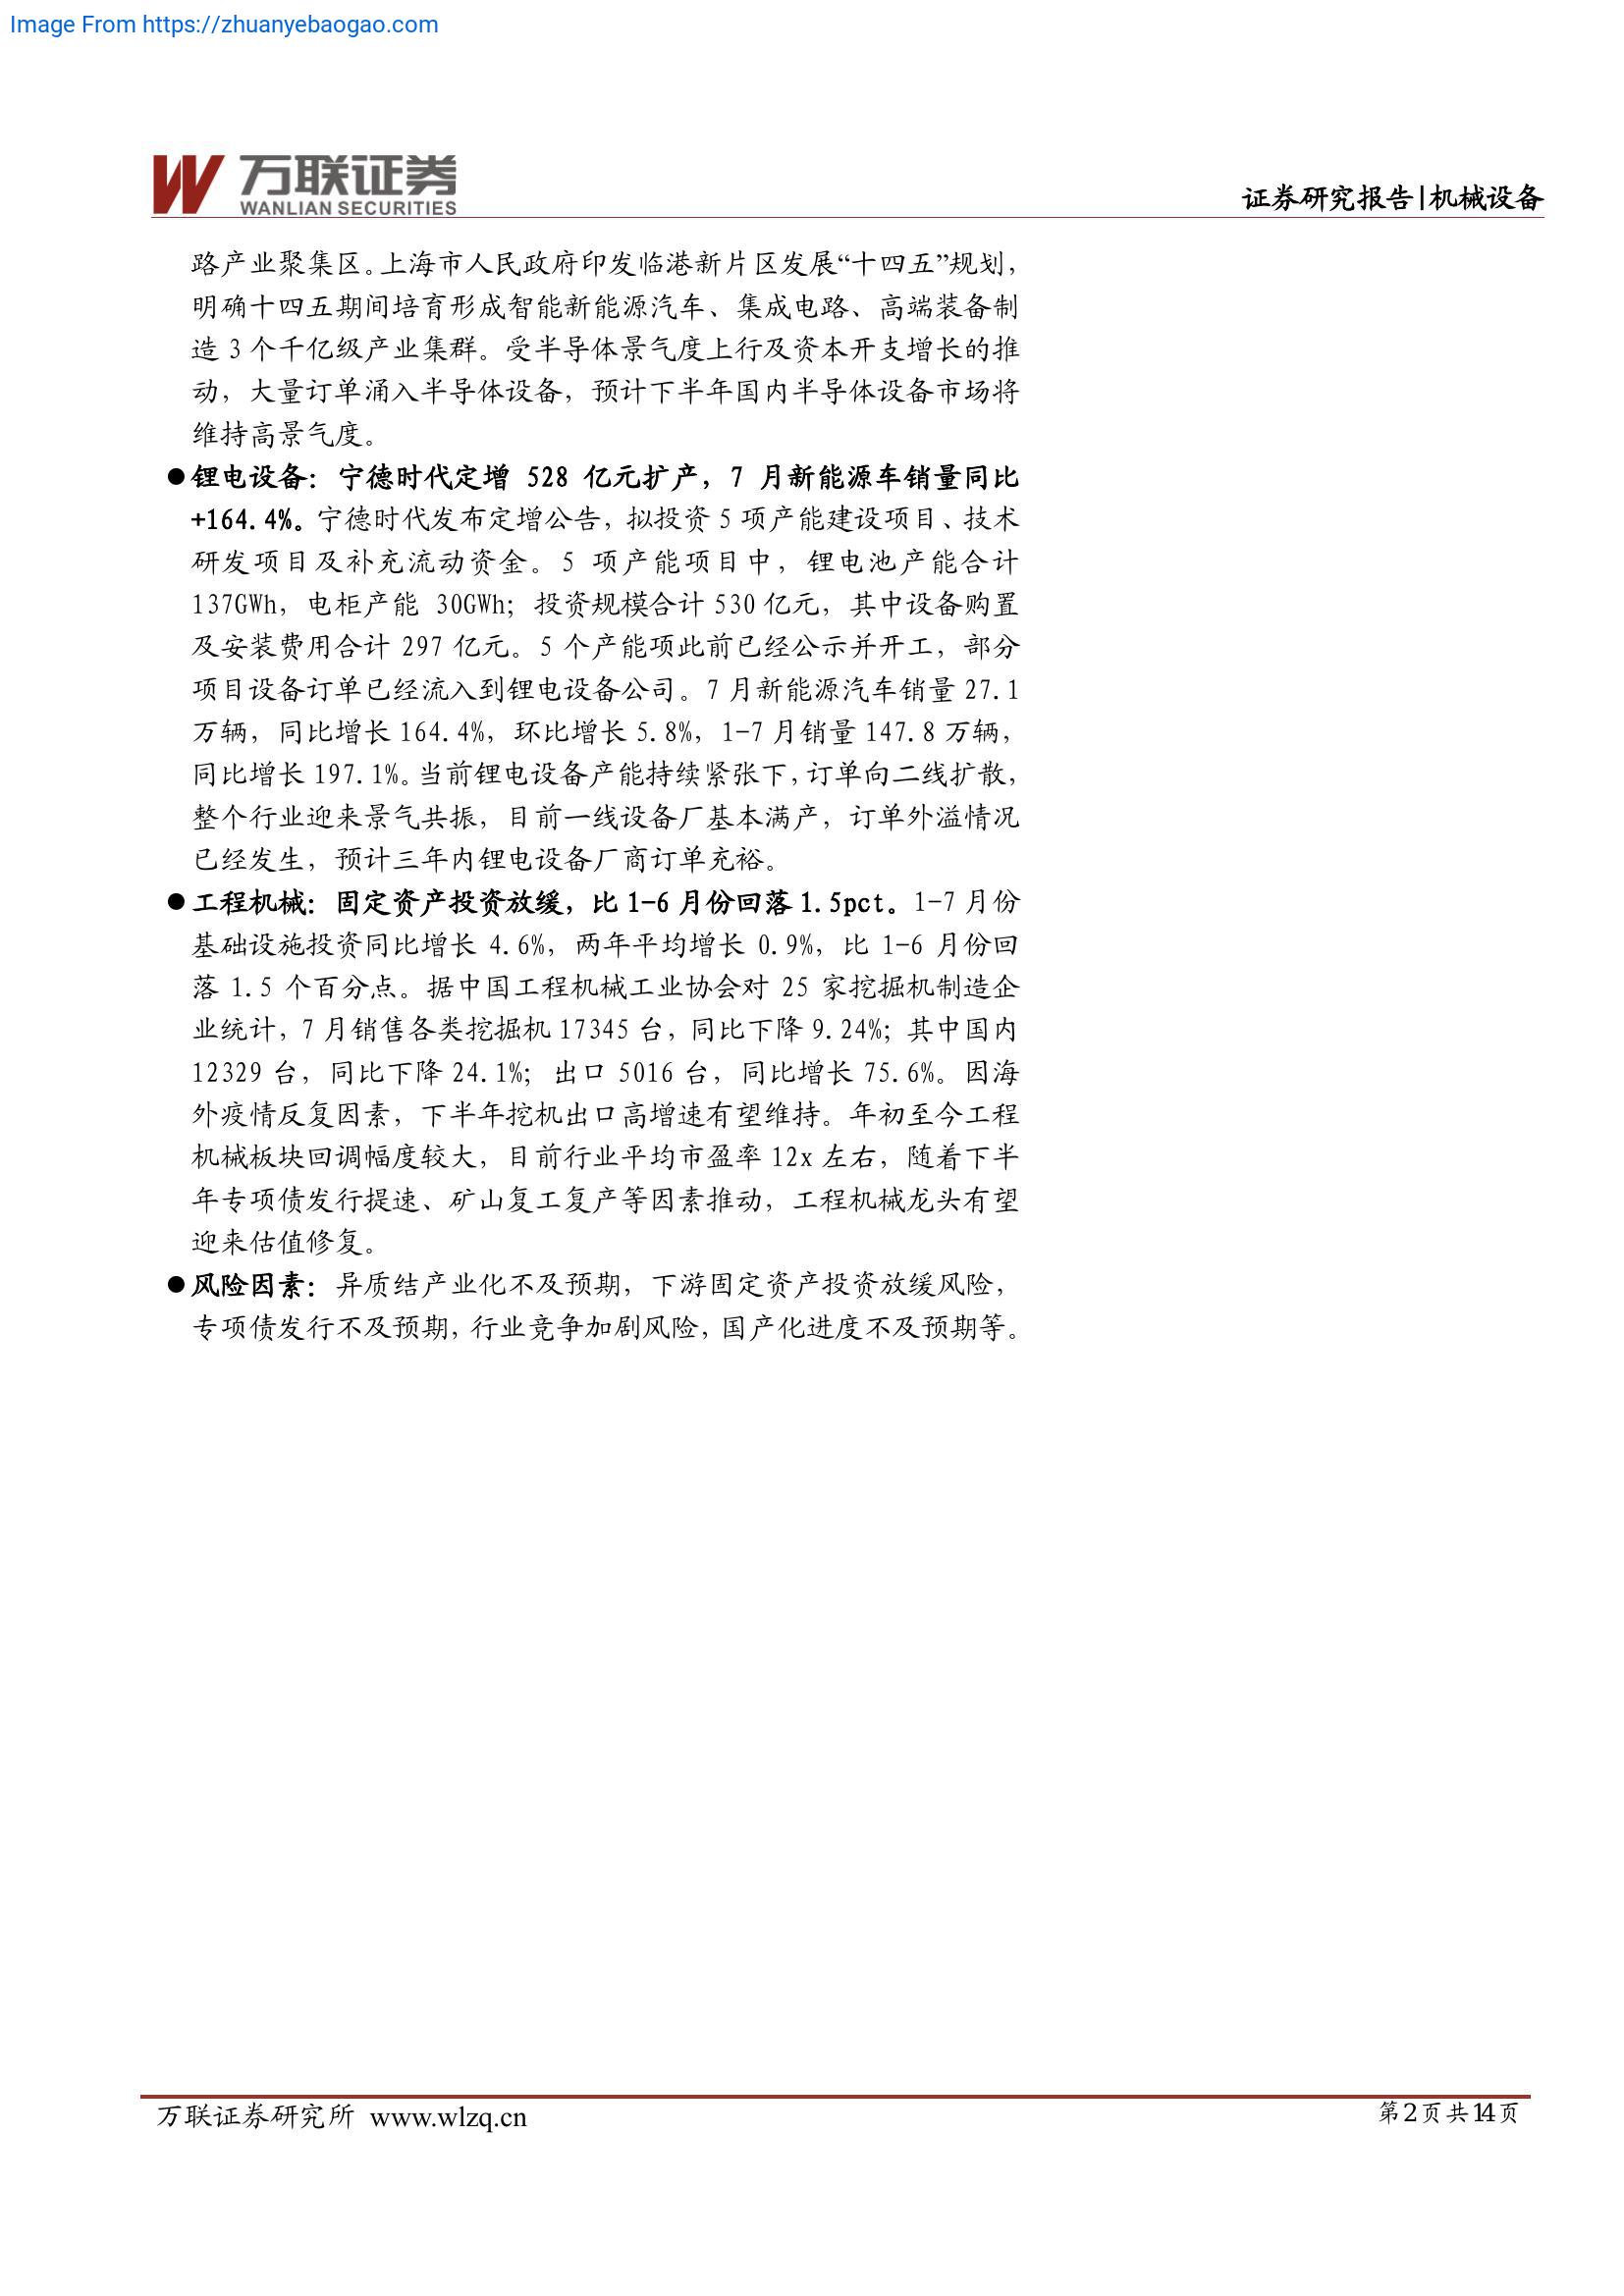 Image From https://zhuanyebaogao.com
万联证券
WANLIAN SECURITIES
证券研究报告|机械设备
路产业聚集区。上海市人民政府印发临港新片区发展“十四五”规划，
明确十四五期间培育形成智能新能源汽车、集成电路、高端装备制
造 3 个千亿级产业集群。受半导体景气度上行及资本开支增长的推
动，大量订单涌入半导体设备，预计下半年国内半导体设备市场将
维持高景气度。
●锂电设备：宁德时代定增 528 亿元扩产，7 月新能源车销量同比
+164.4%。宁德时代发布定增公告，拟投资 5 项产能建设项目、技术
研发项目及补充流动资金。5 项产能项目中，锂电池产能合计
137GWh，电柜产能 30GWh；投资规模合计 530 亿元，其中设备购置
及安装费用合计 297 亿元。5 个产能项此前已经公示并开工，部分
项目设备订单已经流入到锂电设备公司。7 月新能源汽车销量 27.1
万辆，同比增长 164.4%，环比增长 5.8%，1-7 月销量 147.8 万辆，
同比增长 197.1%。当前锂电设备产能持续紧张下，订单向二线扩散，
整个行业迎来景气共振，目前一线设备厂基本满产，订单外溢情况
已经发生，预计三年内锂电设备厂商订单充裕。
●工程机械：固定资产投资放缓，比 1-6 月份回落 1.5pct。1-7 月份
基础设施投资同比增长 4.6%，两年平均增长 0.9%，比 1-6 月份回
落 1.5 个百分点。据中国工程机械工业协会对 25 家挖掘机制造企
业统计，7 月销售各类挖掘机 17345 台，同比下降 9.24%；其中国内
12329 台，同比下降 24.1%；出口 5016 台，同比增长 75.6%。因海
外疫情反复因素，下半年挖机出口高增速有望维持。年初至今工程
机械板块回调幅度较大，目前行业平均市盈率 12x 左右，随着下半
年专项债发行提速、矿山复工复产等因素推动，工程机械龙头有望
迎来估值修复。
●风险因素：异质结产业化不及预期，下游固定资产投资放缓风险，
专项债发行不及预期，行业竞争加剧风险，国产化进度不及预期等。
万联证券研究所 www.wlzq.cn
第 2 页 共 14 页